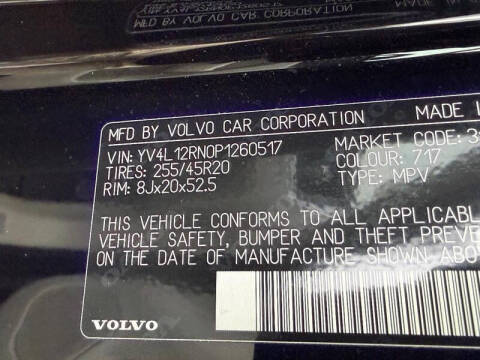 MFD BY VOLVO CAR CORPORATION MADE
VIN: YV4L12RN0P1260517 MARKET CODE:
TIRES: 255/45R20 COLOUR: 717
RIM: 8Jx20x52.5 TYPE: MPV
THIS VEHICLE CONFORMS TO ALL APPLICA
VEHICLE SAFETY, BUMPER AND THEFT PREVE
ON THE DATE OF MANUFACTURE SHOWN ABO
VOLVO